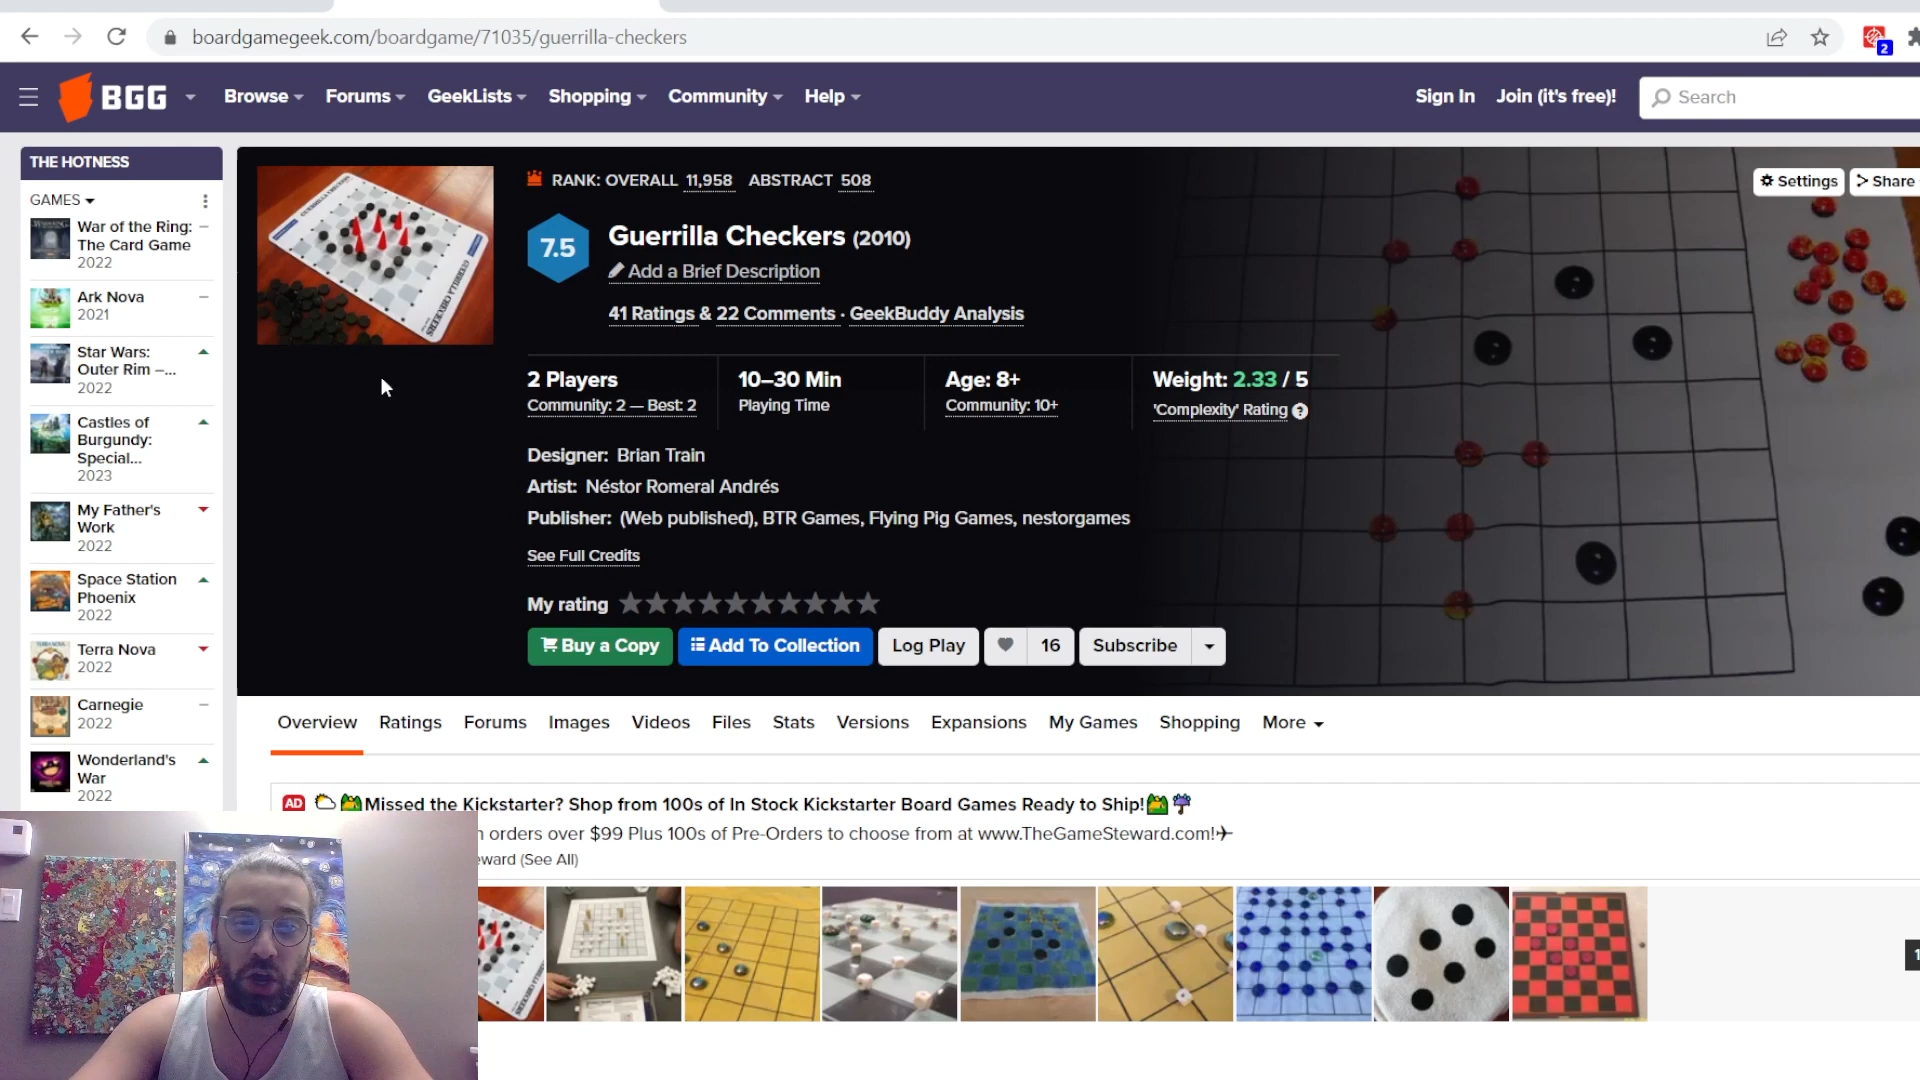 boardgamegeek.com/boardgame/71035/guerrilla-checkers
2
BGG
Browse
Forums
GeekLists
Shopping
Community
Help
Sign In
Join (it's free)!
Search
THE HOTNESS
GAMES
War of the Ring:
The Card Game
2022
Ark Nova
2021
Star Wars:
Outer Rim –...
2022
Castles of
Burgundy:
Special...
2023
My Father's
Work
2022
Space Station
Phoenix
2022
Terra Nova
2022
Carnegie
2022
Wonderland's
War
2022
GUERRILLA CHECKERS
RANK: OVERALL 11,958 ABSTRACT 508
Settings
Share
7.5
Guerrilla Checkers (2010)
Add a Brief Description
41 Ratings & 22 Comments · GeekBuddy Analysis
2 Players
Community: 2 — Best: 2
10–30 Min
Playing Time
Age: 8+
Community: 10+
Weight: 2.33 / 5
'Complexity' Rating ?
Designer: Brian Train
Artist: Néstor Romeral Andrés
Publisher: (Web published), BTR Games, Flying Pig Games, nestorgames
See Full Credits
My rating
Buy a Copy
Add To Collection
Log Play
16
Subscribe
Overview
Ratings
Forums
Images
Videos
Files
Stats
Versions
Expansions
My Games
Shopping
More
AD Missed the Kickstarter? Shop from 100s of In Stock Kickstarter Board Games Ready to Ship!
orders over $99 Plus 100s of Pre-Orders to choose from at www.TheGameSteward.com!
eward (See All)